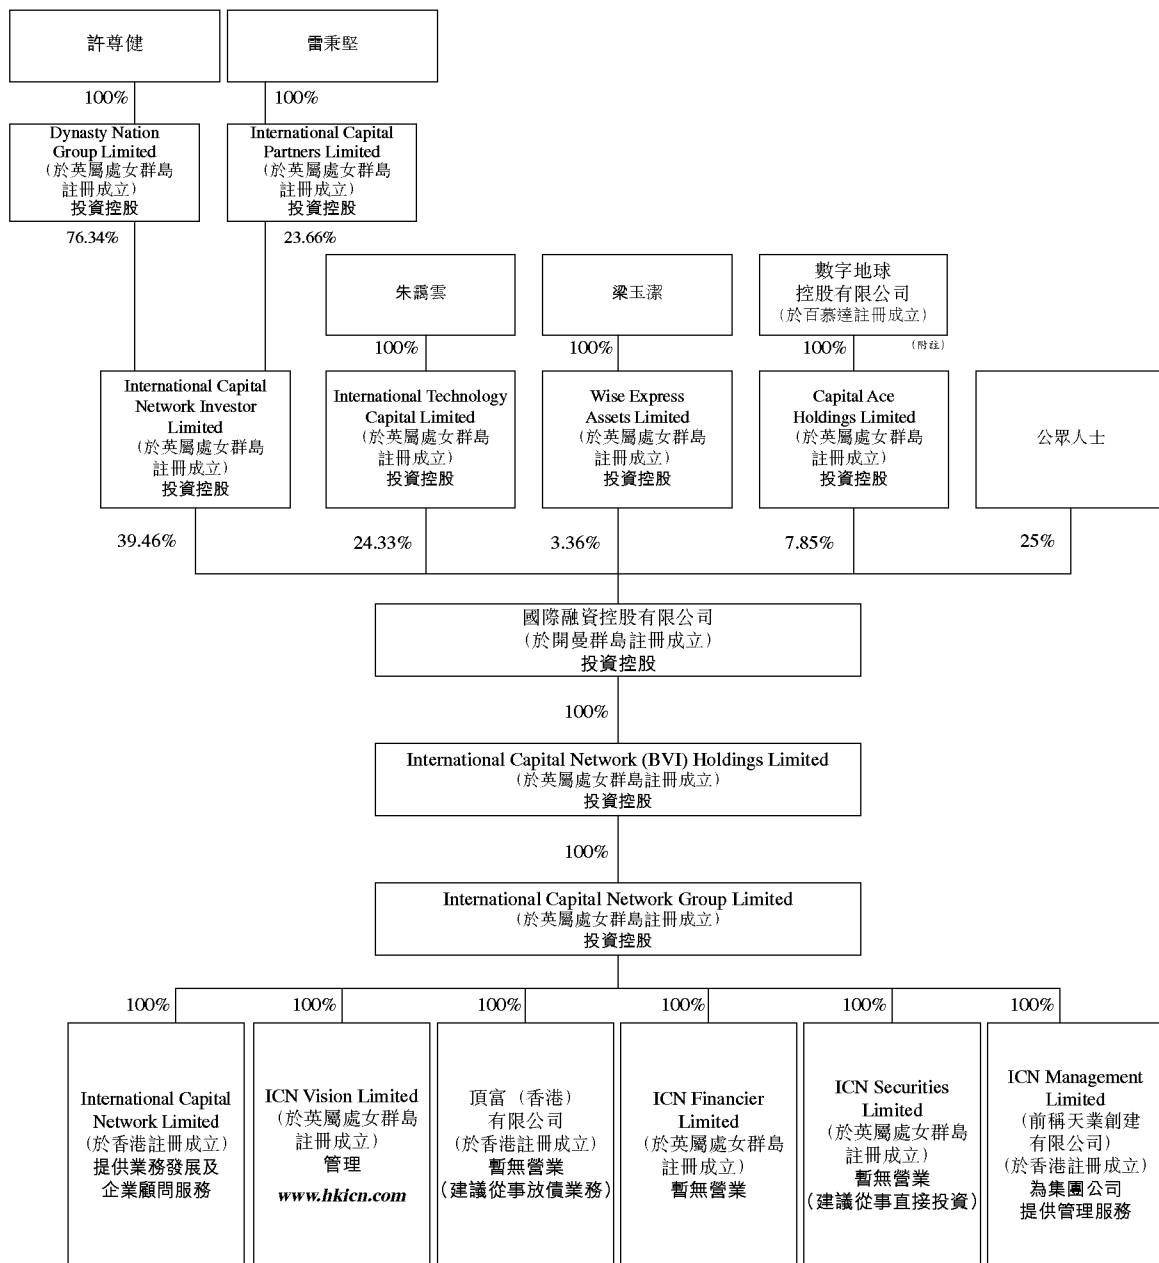 許尊健
雷秉堅
100%
100%
Dynasty Nation
Group Limited
(於英屬處女群島
註冊成立)
投資控股
International Capital
Partners Limited
(於英屬處女群島
註冊成立)
投資控股
76.34%
23.66%
朱靄雲
梁玉潔
數字地球
控股有限公司
(於百慕達註冊成立)
100%
100%
100%
(附註)
International Capital
Network Investor
Limited
(於英屬處女群島
註冊成立)
投資控股
International Technology
Capital Limited
(於英屬處女群島
註冊成立)
投資控股
Wise Express
Assets Limited
(於英屬處女群島
註冊成立)
投資控股
Capital Ace
Holdings Limited
(於英屬處女群島
註冊成立)
投資控股
公眾人士
39.46%
24.33%
3.36%
7.85%
25%
國際融資控股有限公司
(於開曼群島註冊成立)
投資控股
100%
International Capital Network (BVI) Holdings Limited
(於英屬處女群島註冊成立)
投資控股
100%
International Capital Network Group Limited
(於英屬處女群島註冊成立)
投資控股
100%
100%
100%
100%
100%
100%
International Capital
Network Limited
(於香港註冊成立)
提供業務發展及
企業顧問服務
ICN Vision Limited
(於英屬處女群島
註冊成立)
管理
www.hkicn.com
頂富(香港)
有限公司
(於香港註冊成立)
暫無營業
(建議從事放債業務)
ICN Financier
Limited
(於英屬處女群島
註冊成立)
暫無營業
ICN Securities
Limited
(於英屬處女群島
註冊成立)
暫無營業
(建議從事直接投資)
ICN Management
Limited
(前稱天業創建
有限公司)
(於香港註冊成立)
為集團公司
提供管理服務